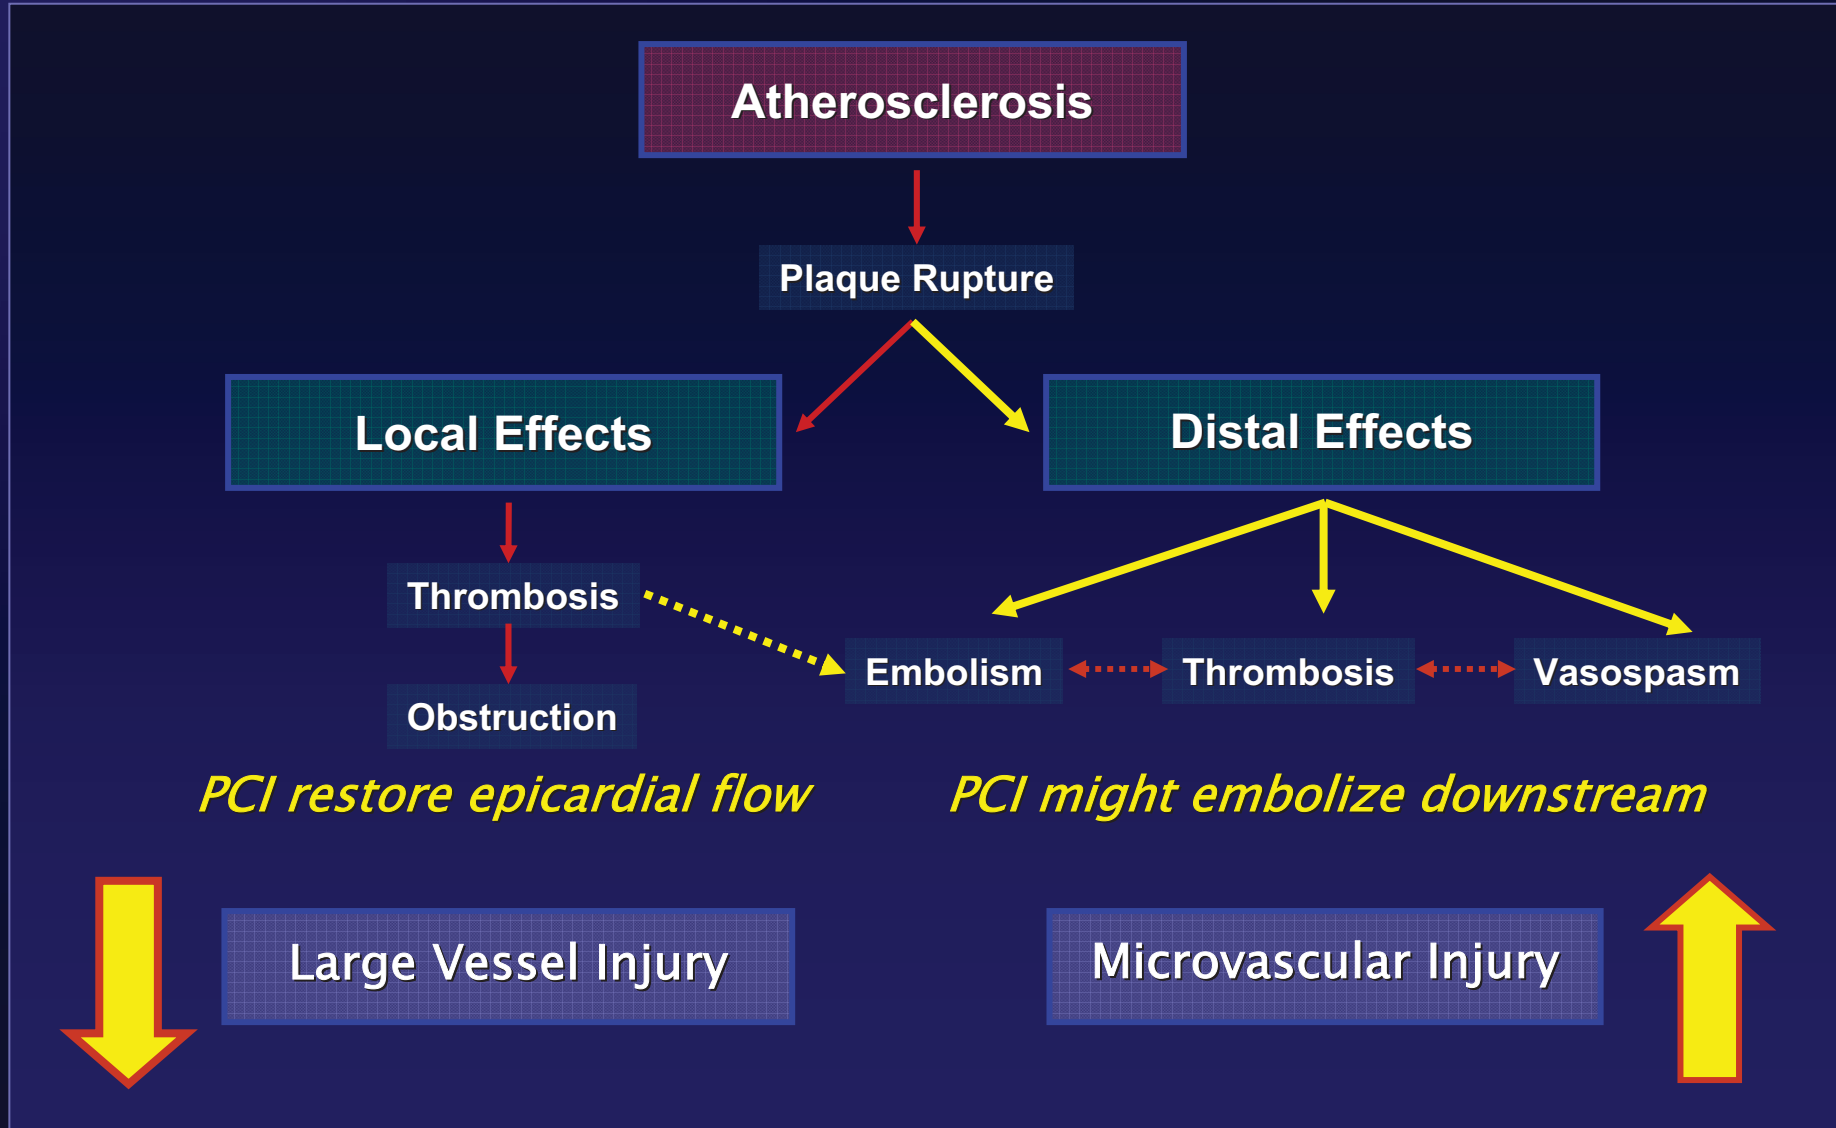 Atherosclerosis
Plaque Rupture
Local Effects
Distal Effects
Thrombosis
Obstruction
Embolism
Thrombosis
Vasospasm
PCI restore epicardial flow
PCI might embolize downstream
Large Vessel Injury
Microvascular Injury